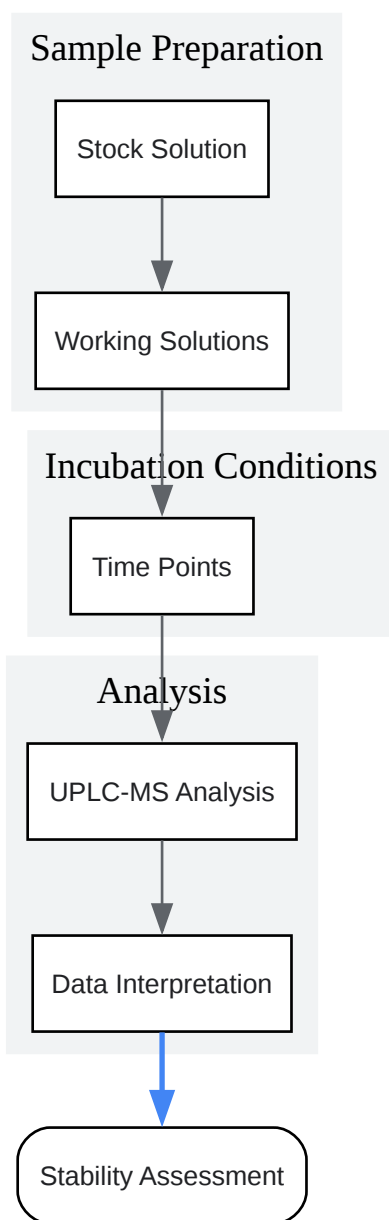 Sample Preparation
Stock Solution
Working Solutions
Incubation Conditions
Time Points
Analysis
UPLC-MS Analysis
Data Interpretation
Stability Assessment